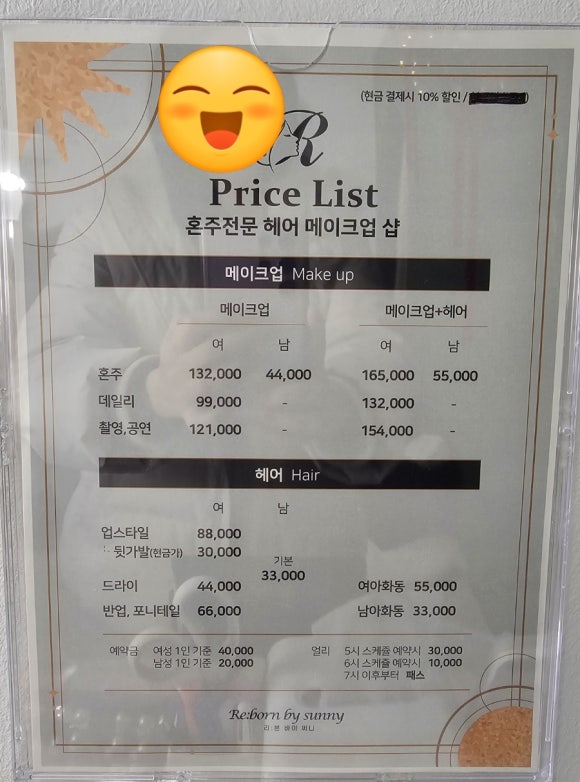 (현금 결제시 10% 할인 /
R
Price List
혼주전문 헤어 메이크업 샵
메이크업 Make up
메이크업 메이크업+헤어
여 남 여 남
혼주 132,000 44,000 165,000 55,000
데일리 99,000 - 132,000 -
촬영,공연 121,000 - 154,000 -
헤어 Hair
여 남
업스타일 88,000
뒷가발(현금가) 30,000
기본
33,000
드라이 44,000 여아화동 55,000
반업, 포니테일 66,000 남아화동 33,000
예약금 여성 1인 기준 40,000 얼리 5시 스케쥴 예약시 30,000
남성 1인 기준 20,000 6시 스케쥴 예약시 10,000
7시 이후부터 패스
Re:born by sunny
리:본 바이 써니